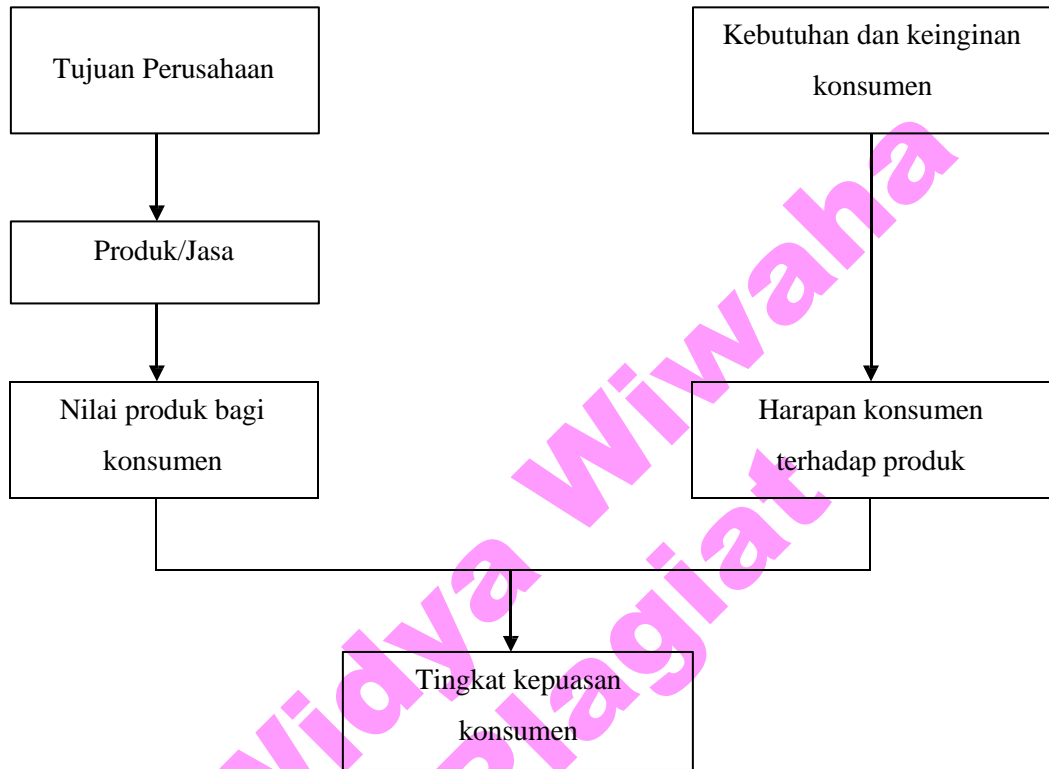 Tujuan Perusahaan
Kebutuhan dan keinginan
konsumen
Produk/Jasa
Nilai produk bagi
konsumen
Harapan konsumen
terhadap produk
Tingkat kepuasan
konsumen
Widya Wiwaha
Plagiat